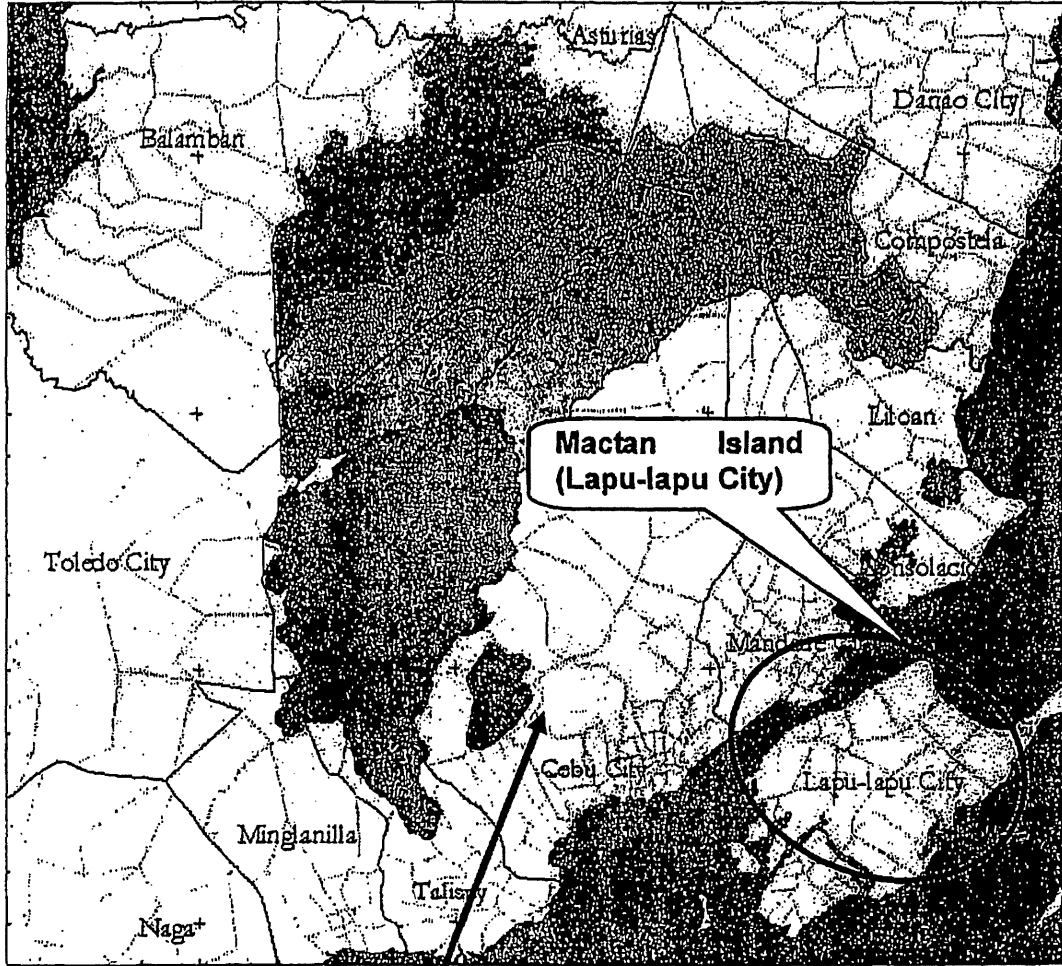 Asturias
Danao City
Balamban
Compostela
Liloan
Mactan Island
(Lapu-lapu City)
Toledo City
Cebu City
Lapu-lapu City
Minglanilla
Talisay
Naga